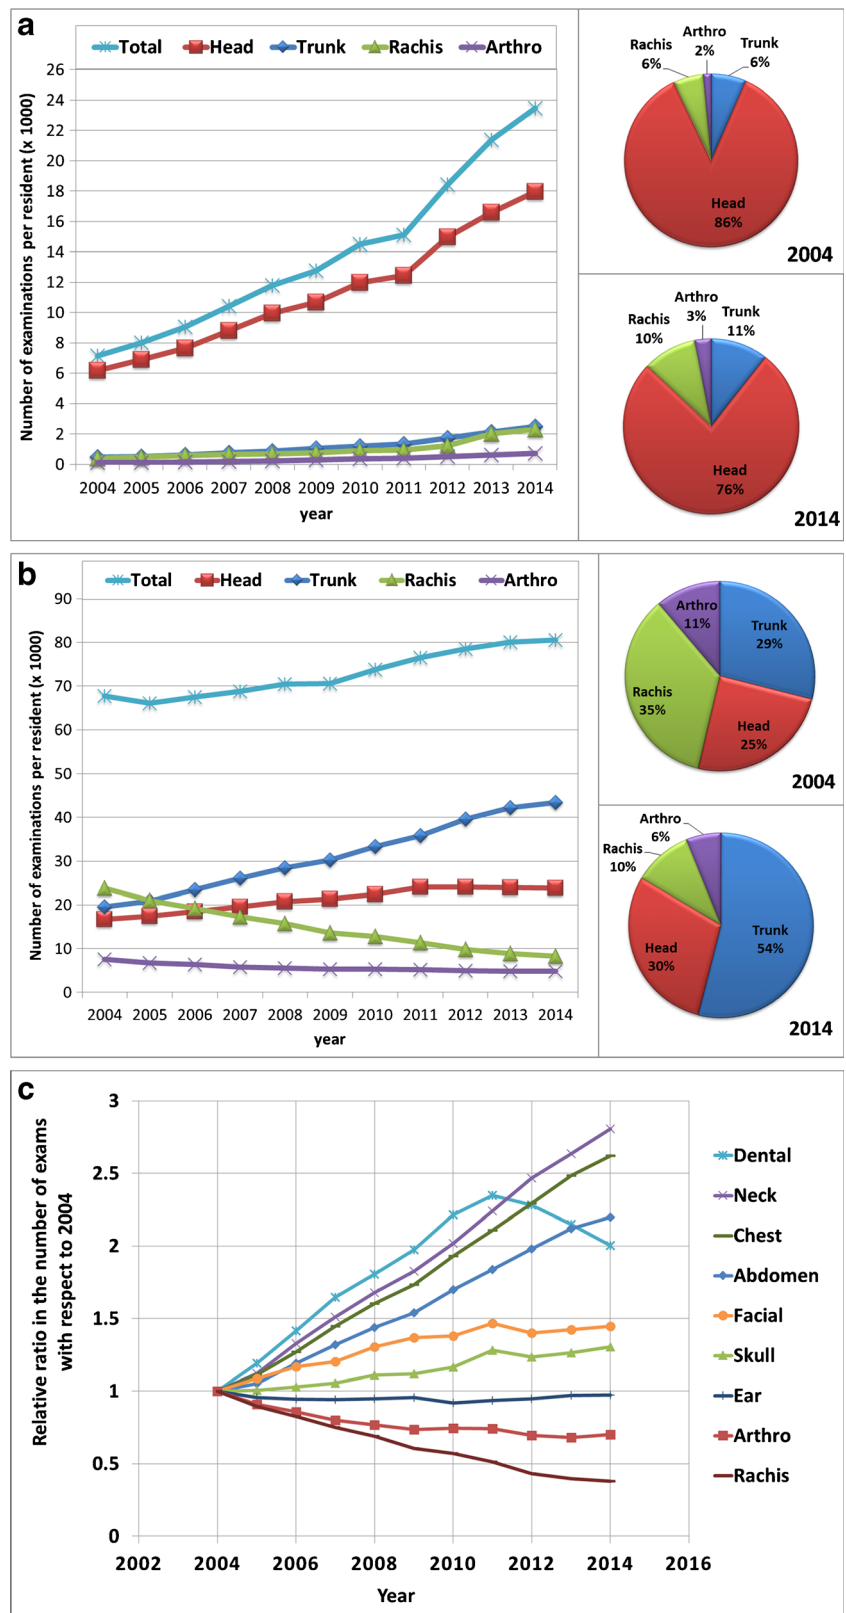 a
Total Head Trunk Rachis Arthro
Number of examinations per resident (x 1000)
26
24
22
20
18
16
14
12
10
8
6
4
2
0
2004 2005 2006 2007 2008 2009 2010 2011 2012 2013 2014
year
Arthro
2%
Rachis
6%
Trunk
6%
Head
86%
2004
Arthro
3%
Rachis
10%
Trunk
11%
Head
76%
2014
b
Total Head Trunk Rachis Arthro
Number of examinations per resident (x 1000)
90
80
70
60
50
40
30
20
10
0
2004 2005 2006 2007 2008 2009 2010 2011 2012 2013 2014
year
Arthro
11%
Trunk
29%
Rachis
35%
Head
25%
2004
Arthro
6%
Rachis
10%
Trunk
54%
Head
30%
2014
c
Relative ratio in the number of exams
with respect to 2004
3
2.5
2
1.5
1
0.5
0
2002 2004 2006 2008 2010 2012 2014 2016
Year
Dental
Neck
Chest
Abdomen
Facial
Skull
Ear
Arthro
Rachis